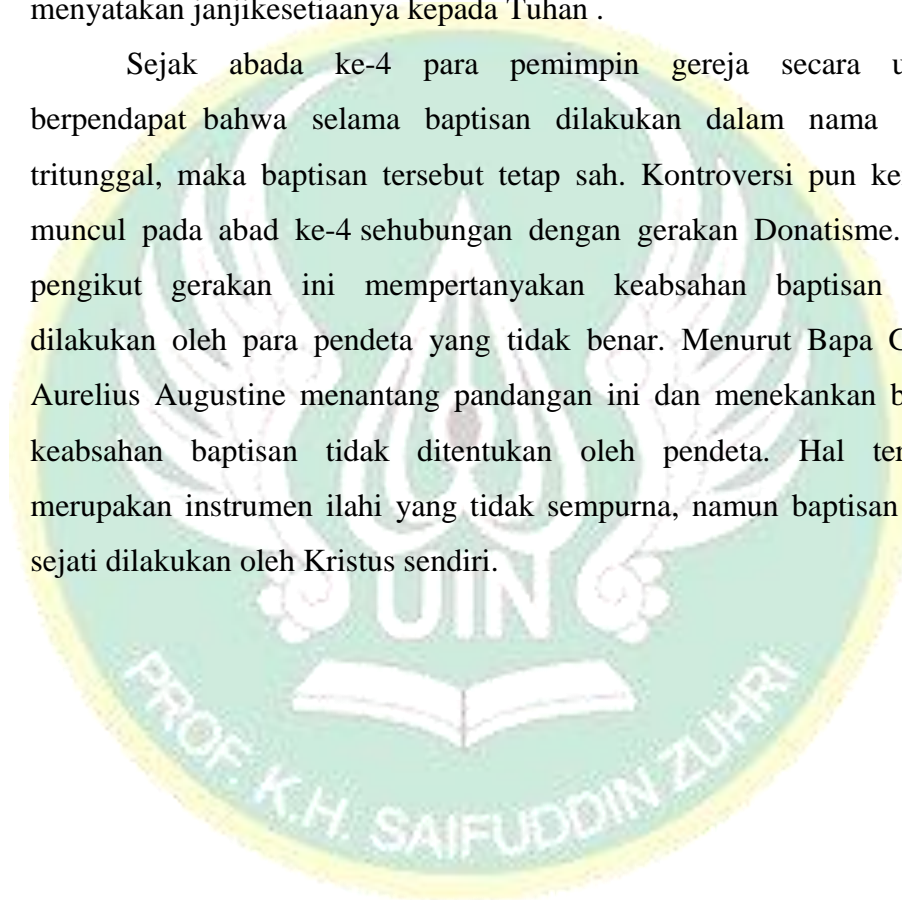 menyatakan janjikesetiaanya kepada Tuhan .
Sejak abada ke-4 para pemimpin gereja secara
berpendapat bahwa selama baptisan dilakukan dalam nama
tritunggal, maka baptisan tersebut tetap sah. Kontroversi pun
muncul pada abad ke-4 sehubungan dengan gerakan Donatisme.
pengikut gerakan ini mempertanyakan keabsahan baptisan
dilakukan oleh para pendeta yang tidak benar. Menurut Bapa
Aurelius Augustine menantang pandangan ini dan menekankan
keabsahan baptisan tidak ditentukan oleh pendeta. Hal
merupakan instrumen ilahi yang tidak sempurna, namun baptisan
sejati dilakukan oleh Kristus sendiri.
UIN
PROF. K.H. SAIFUDDIN ZUHRI